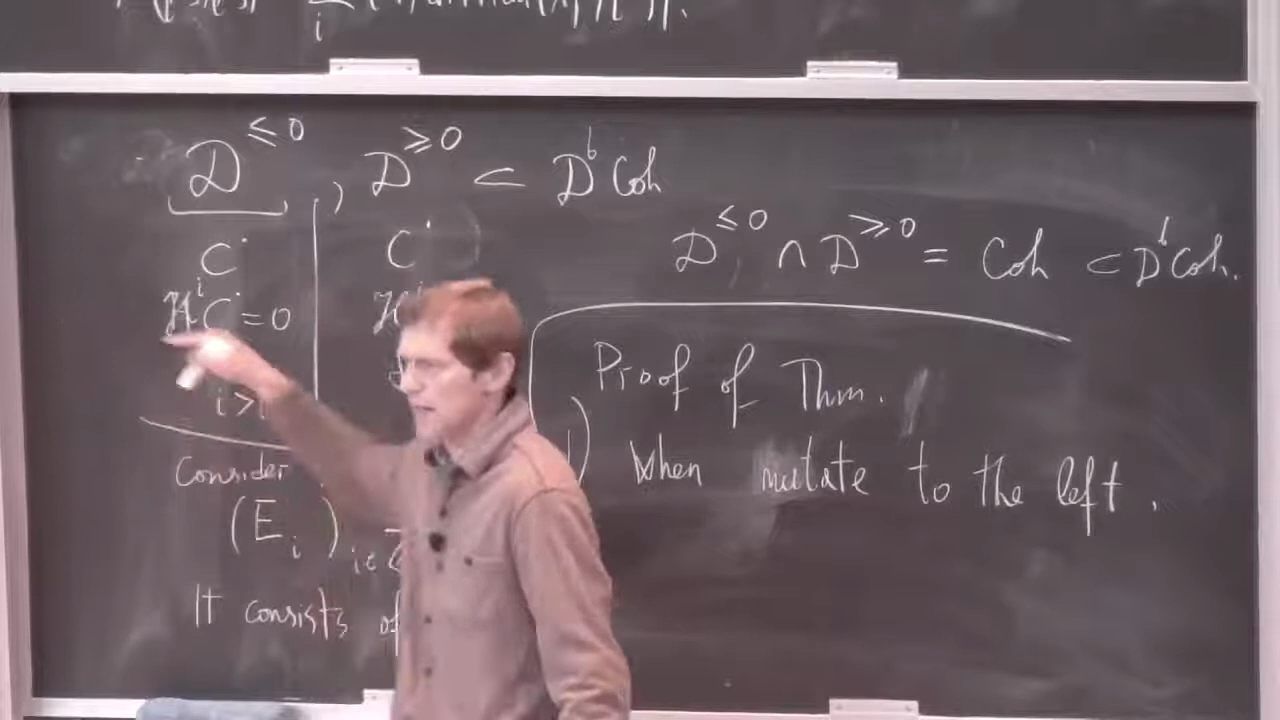 D^{≤0}, D^{≥0} ⊂ D^b Coh
C^• C^•
H^i C^• = 0
i >
D^{≤0} ∩ D^{≥0} = Coh ⊂ D^b Coh.
Consider
(E_i)_{i∈
It consists of
Proof of Thm.
1) When mutate to the left.